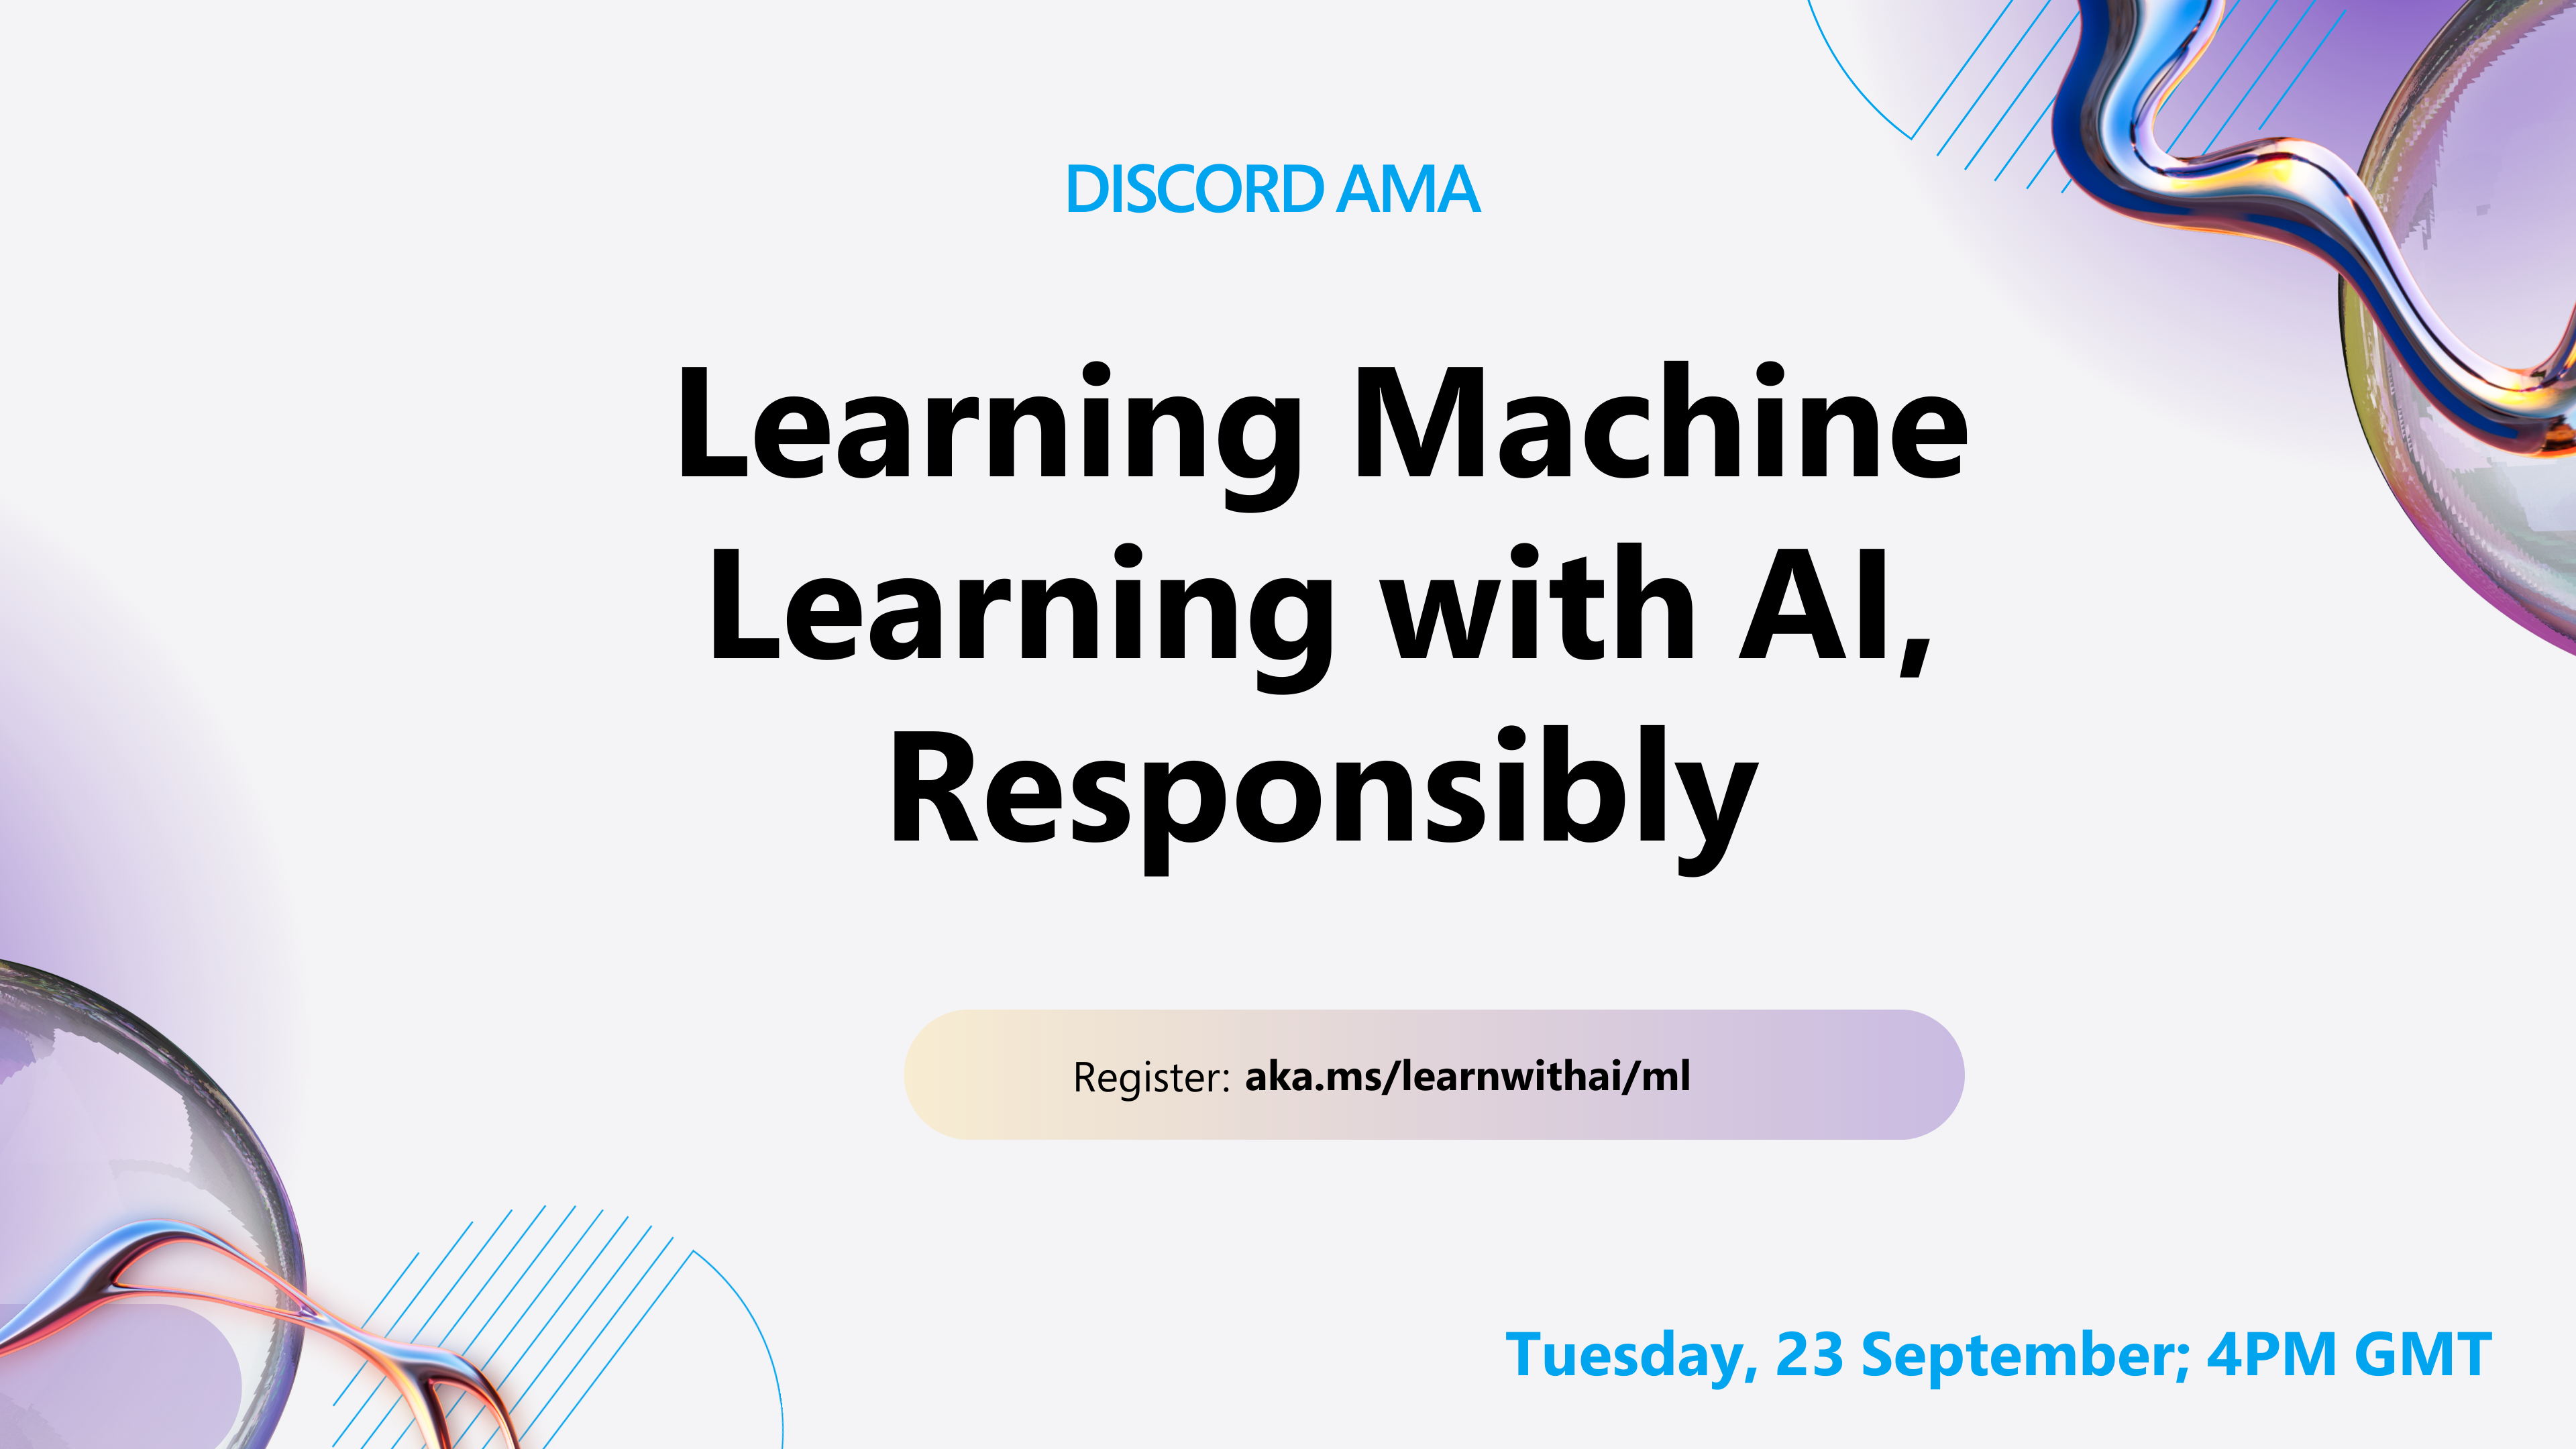 DISCORD AMA
Learning Machine
Learning with AI,
Responsibly
Register: aka.ms/learnwithai/ml
Tuesday, 23 September; 4PM GMT